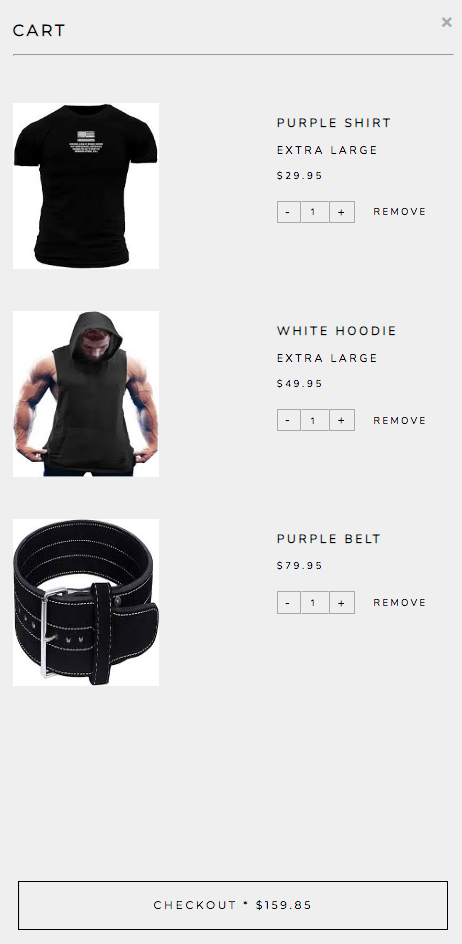 CART
×
PURPLE SHIRT
EXTRA LARGE
$29.95
- 1 + REMOVE
WHITE HOODIE
EXTRA LARGE
$49.95
- 1 + REMOVE
PURPLE BELT
$79.95
- 1 + REMOVE
CHECKOUT * $159.85